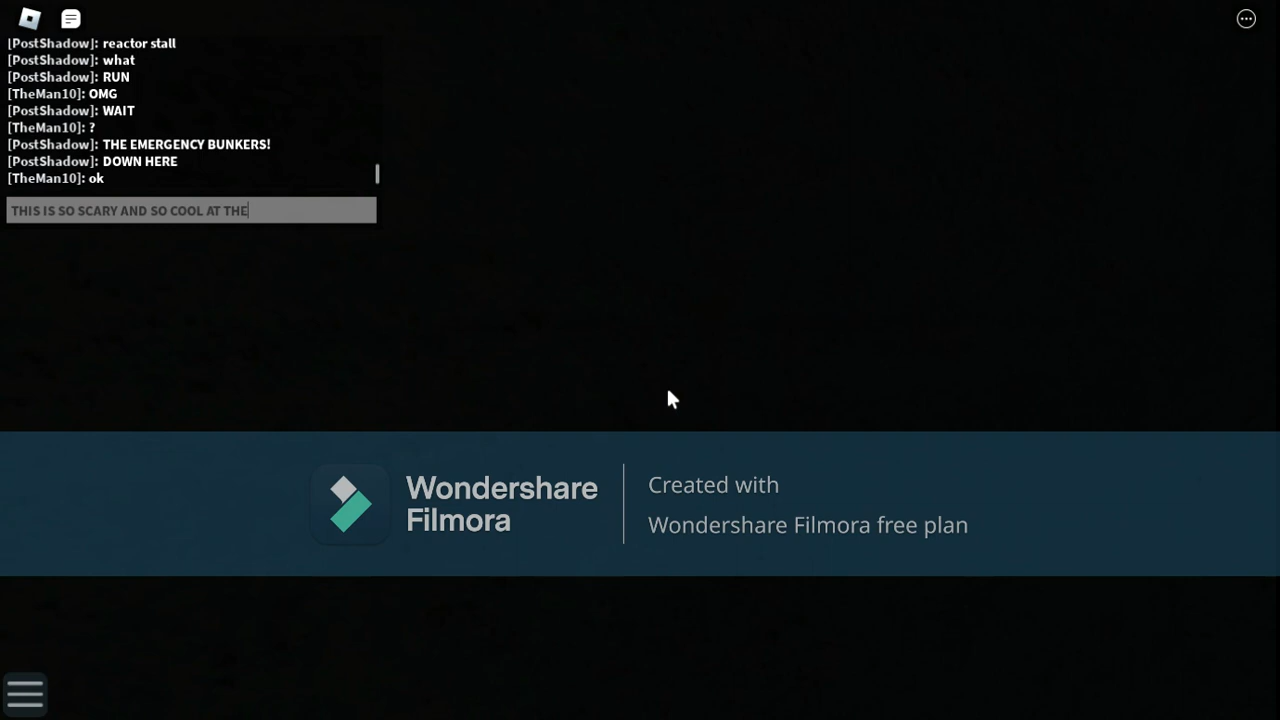 [PostShadow]: reactor stall
[PostShadow]: what
[PostShadow]: RUN
[TheMan10]: OMG
[PostShadow]: WAIT
[TheMan10]: ?
[PostShadow]: THE EMERGENCY BUNKERS!
[PostShadow]: DOWN HERE
[TheMan10]: ok
THIS IS SO SCARY AND SO COOL AT THE
Wondershare
Filmora
Created with
Wondershare Filmora free plan